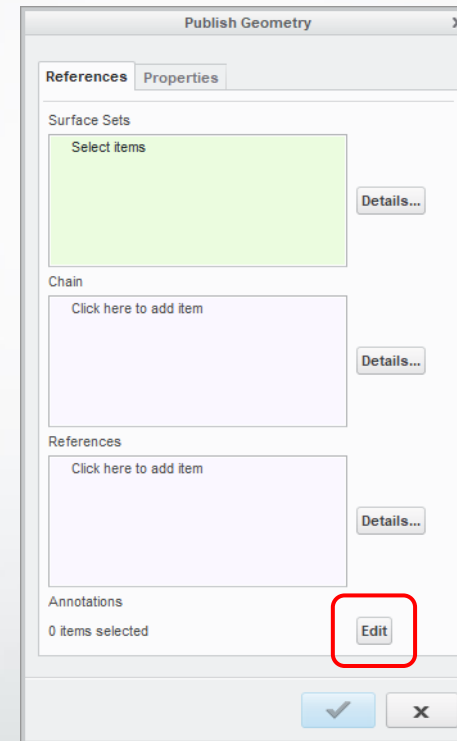 Publish Geometry
References Properties
Surface Sets
Select items
Details...
Chain
Click here to add item
Details...
References
Click here to add item
Details...
Annotations
0 items selected
Edit